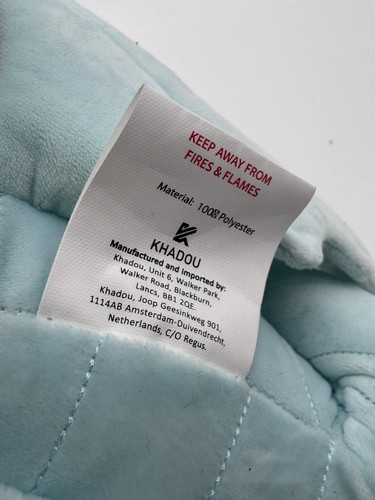 KEEP AWAY FROM
FIRES & FLAMES
Material: 100% Polyester
KHADOU
Manufactured and Imported by:
Khadou, Unit 6, Walker Park,
Walker Road, Blackburn,
Lancs, BB1 2QE.
Khadou, Joop Geesinkweg 901,
1114AB Amsterdam-Duivendrecht,
Netherlands, C/O Regus.